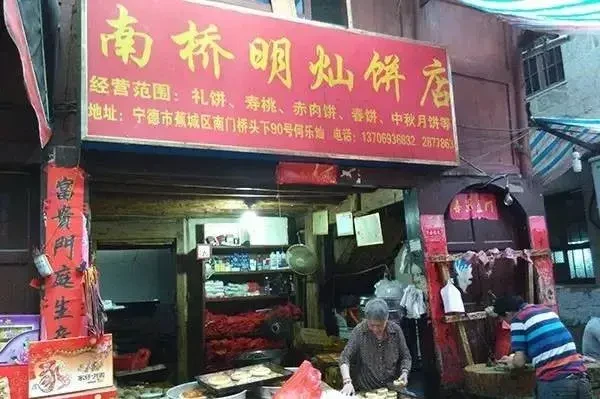 南桥明灿饼店
经营范围：礼饼、寿桃、赤肉饼、春饼、中秋月饼等
地址：宁德市蕉城区南门桥头下90号何乐灿 电话：13706936832 2877863
富贵门庭生